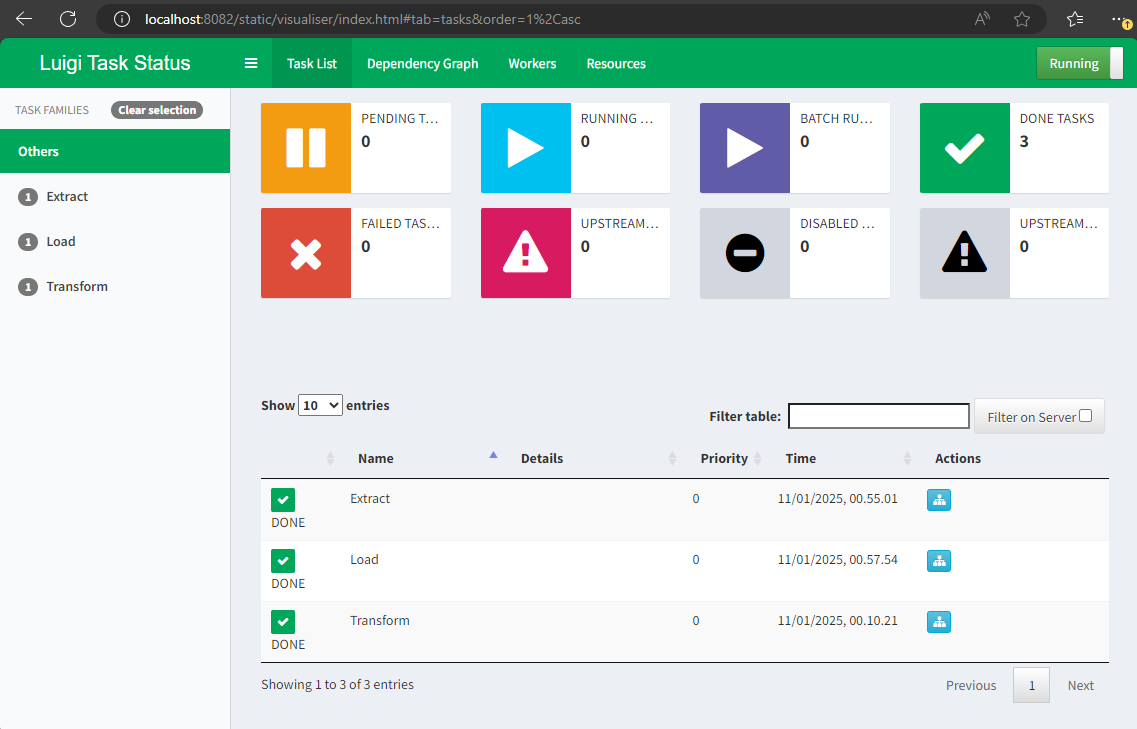 localhost:8082/static/visualiser/index.html#tab=tasks&order=1%2Casc
Luigi Task Status
Task List
Dependency Graph
Workers
Resources
Running
TASK FAMILIES
Clear selection
Others
1 Extract
1 Load
1 Transform
PENDING T...
0
RUNNING ...
0
BATCH RU...
0
DONE TASKS
3
FAILED TAS...
0
UPSTREAM...
0
DISABLED ...
0
UPSTREAM...
0
Show 10 entries
Filter table:
Filter on Server
Name Details Priority Time Actions
Extract 0 11/01/2025, 00.55.01
DONE
Load 0 11/01/2025, 00.57.54
DONE
Transform 0 11/01/2025, 00.10.21
DONE
Showing 1 to 3 of 3 entries
Previous 1 Next